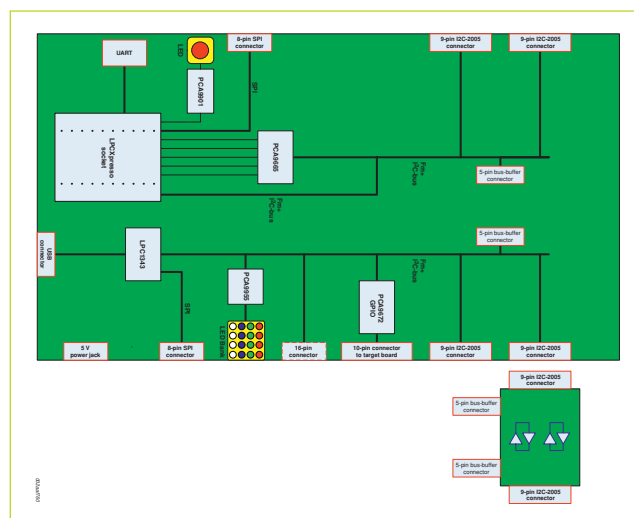 UART
LED
8-pin SPI
connector
9-pin I2C-2005
connector
9-pin I2C-2005
connector
PCA9901
SPI
LPCXpresso
socket
PCA9665
Fm+
I²C-bus
5-pin bus-buffer
connector
Fm+
I²C-bus
5-pin bus-buffer
connector
USB
connector
LPC1343
Fm+
I²C-bus
PCA9955
PCA9672
GPIO
SPI
LED Bank
5 V
power jack
8-pin SPI
connector
16-pin
connector
10-pin connector
to target board
9-pin I2C-2005
connector
9-pin I2C-2005
connector
9-pin I2C-2005
connector
5-pin bus-buffer
connector
5-pin bus-buffer
connector
9-pin I2C-2005
connector